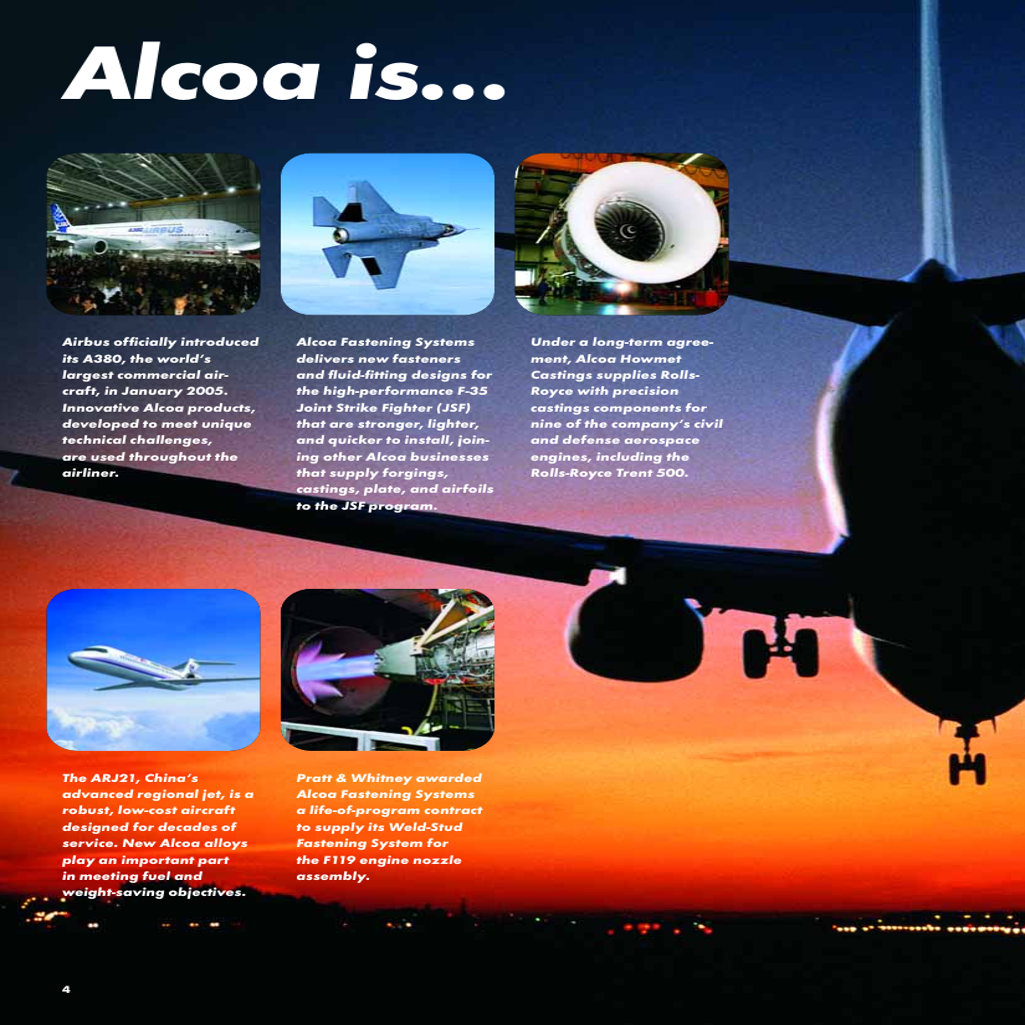 Alcoa is...
AIRBUS
Airbus officially introduced
its A380, the world's
largest commercial air-
craft, in January 2005.
Innovative Alcoa products,
developed to meet unique
technical challenges,
are used throughout the
airliner.
Alcoa Fastening Systems
delivers new fasteners
and fluid-fitting designs for
the high-performance F-35
Joint Strike Fighter (JSF)
that are stronger, lighter,
and quicker to install, join-
ing other Alcoa businesses
that supply forgings,
castings, plate, and airfoils
to the JSF program.
Under a long-term agree-
ment, Alcoa Howmet
Castings supplies Rolls-
Royce with precision
castings components for
nine of the company's civil
and defense aerospace
engines, including the
Rolls-Royce Trent 500.
The ARJ21, China's
advanced regional jet, is a
robust, low-cost aircraft
designed for decades of
service. New Alcoa alloys
play an important part
in meeting fuel and
weight-saving objectives.
Pratt & Whitney awarded
Alcoa Fastening Systems
a life-of-program contract
to supply its Weld-Stud
Fastening System for
the F119 engine nozzle
assembly.
4